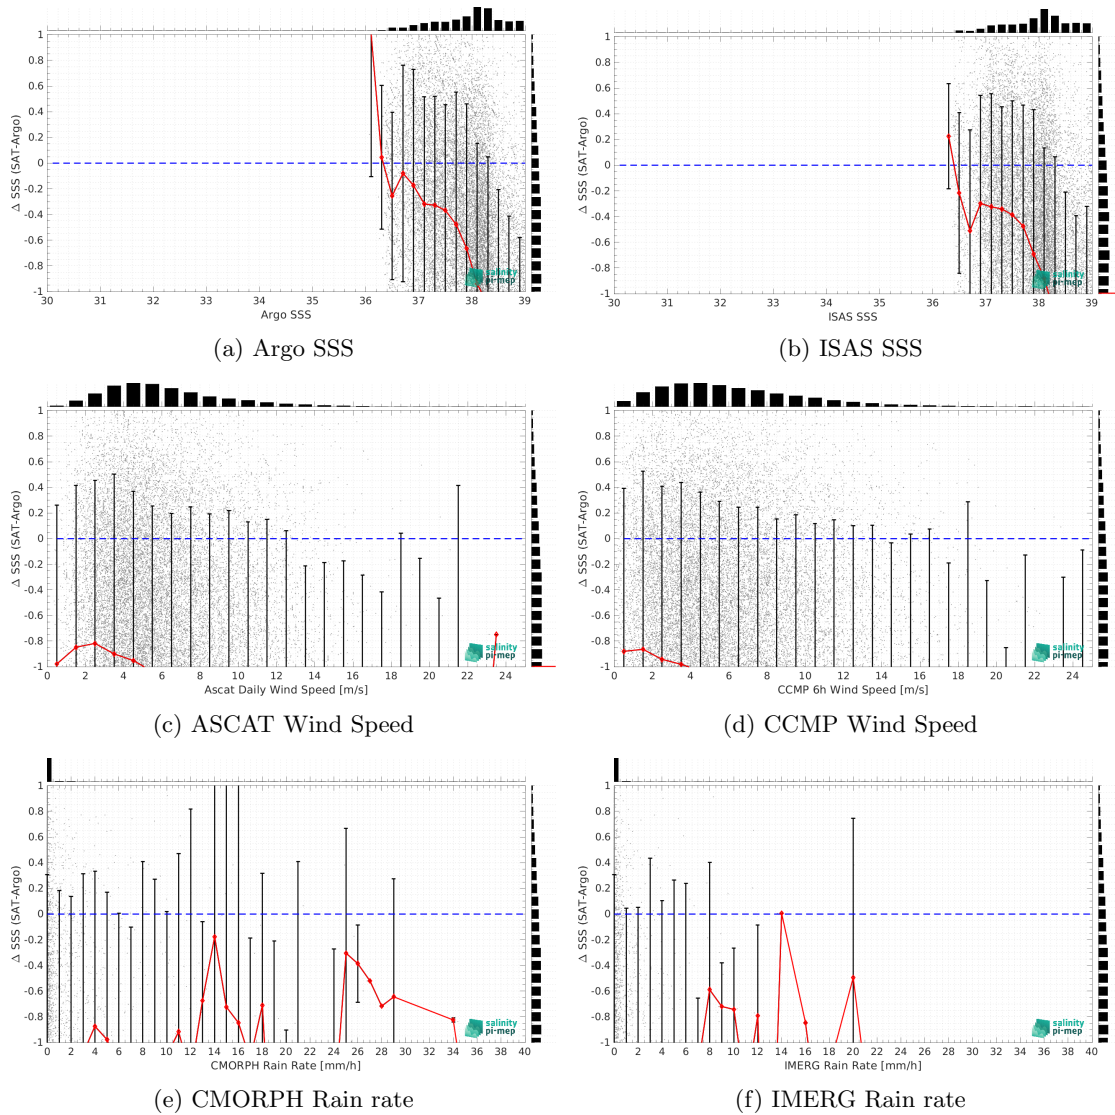 1
0.8
0.6
0.4
0.2
0
-0.2
-0.4
-0.6
-0.8
-1
Δ SSS (SAT-Argo)
salinity
pi-mep
30 31 32 33 34 35 36 37 38 39
Argo SSS
(a) Argo SSS
1
0.8
0.6
0.4
0.2
0
-0.2
-0.4
-0.6
-0.8
-1
Δ SSS (SAT-Argo)
salinity
pi-mep
30 31 32 33 34 35 36 37 38 39
ISAS SSS
(b) ISAS SSS
1
0.8
0.6
0.4
0.2
0
-0.2
-0.4
-0.6
-0.8
-1
Δ SSS (SAT-Argo)
salinity
pi-mep
0 2 4 6 8 10 12 14 16 18 20 22 24
Ascat Daily Wind Speed [m/s]
(c) ASCAT Wind Speed
1
0.8
0.6
0.4
0.2
0
-0.2
-0.4
-0.6
-0.8
-1
Δ SSS (SAT-Argo)
salinity
pi-mep
0 2 4 6 8 10 12 14 16 18 20 22 24
CCMP 6h Wind Speed [m/s]
(d) CCMP Wind Speed
1
0.8
0.6
0.4
0.2
0
-0.2
-0.4
-0.6
-0.8
-1
Δ SSS (SAT-Argo)
salinity
pi-mep
0 2 4 6 8 10 12 14 16 18 20 22 24 26 28 30 32 34 36 38 40
CMORPH Rain Rate [mm/h]
(e) CMORPH Rain rate
1
0.8
0.6
0.4
0.2
0
-0.2
-0.4
-0.6
-0.8
-1
Δ SSS (SAT-Argo)
salinity
pi-mep
0 2 4 6 8 10 12 14 16 18 20 22 24 26 28 30 32 34 36 38 40
IMERG Rain Rate [mm/h]
(f) IMERG Rain rate